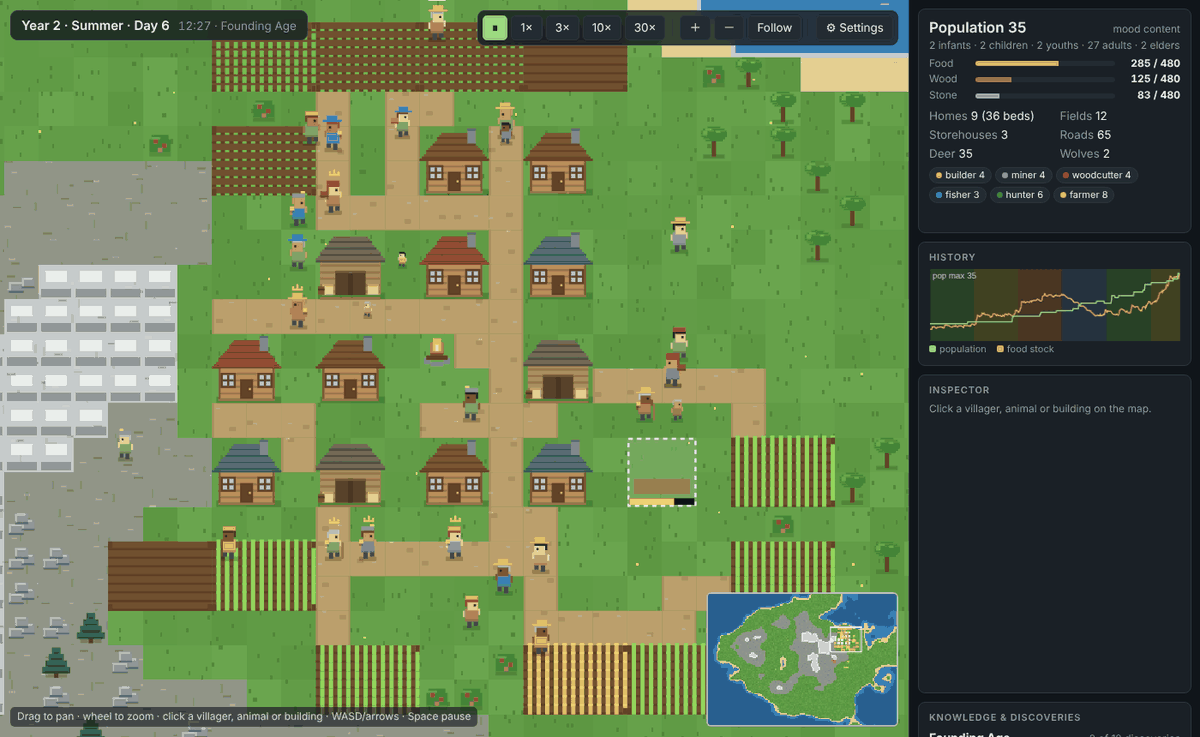 Year 2 · Summer · Day 6 12:27 · Founding Age
1× 3× 10× 30× + − Follow ⚙ Settings
Population 35 mood content
2 infants · 2 children · 2 youths · 27 adults · 2 elders
Food 285 / 480
Wood 125 / 480
Stone 83 / 480
Homes 9 (36 beds) Fields 12
Storehouses 3 Roads 65
Deer 35 Wolves 2
builder 4 miner 4 woodcutter 4
fisher 3 hunter 6 farmer 8
HISTORY
pop max 35
population food stock
INSPECTOR
Click a villager, animal or building on the map.
KNOWLEDGE & DISCOVERIES
Founding Age
Drag to pan · wheel to zoom · click a villager, animal or building · WASD/arrows · Space pause